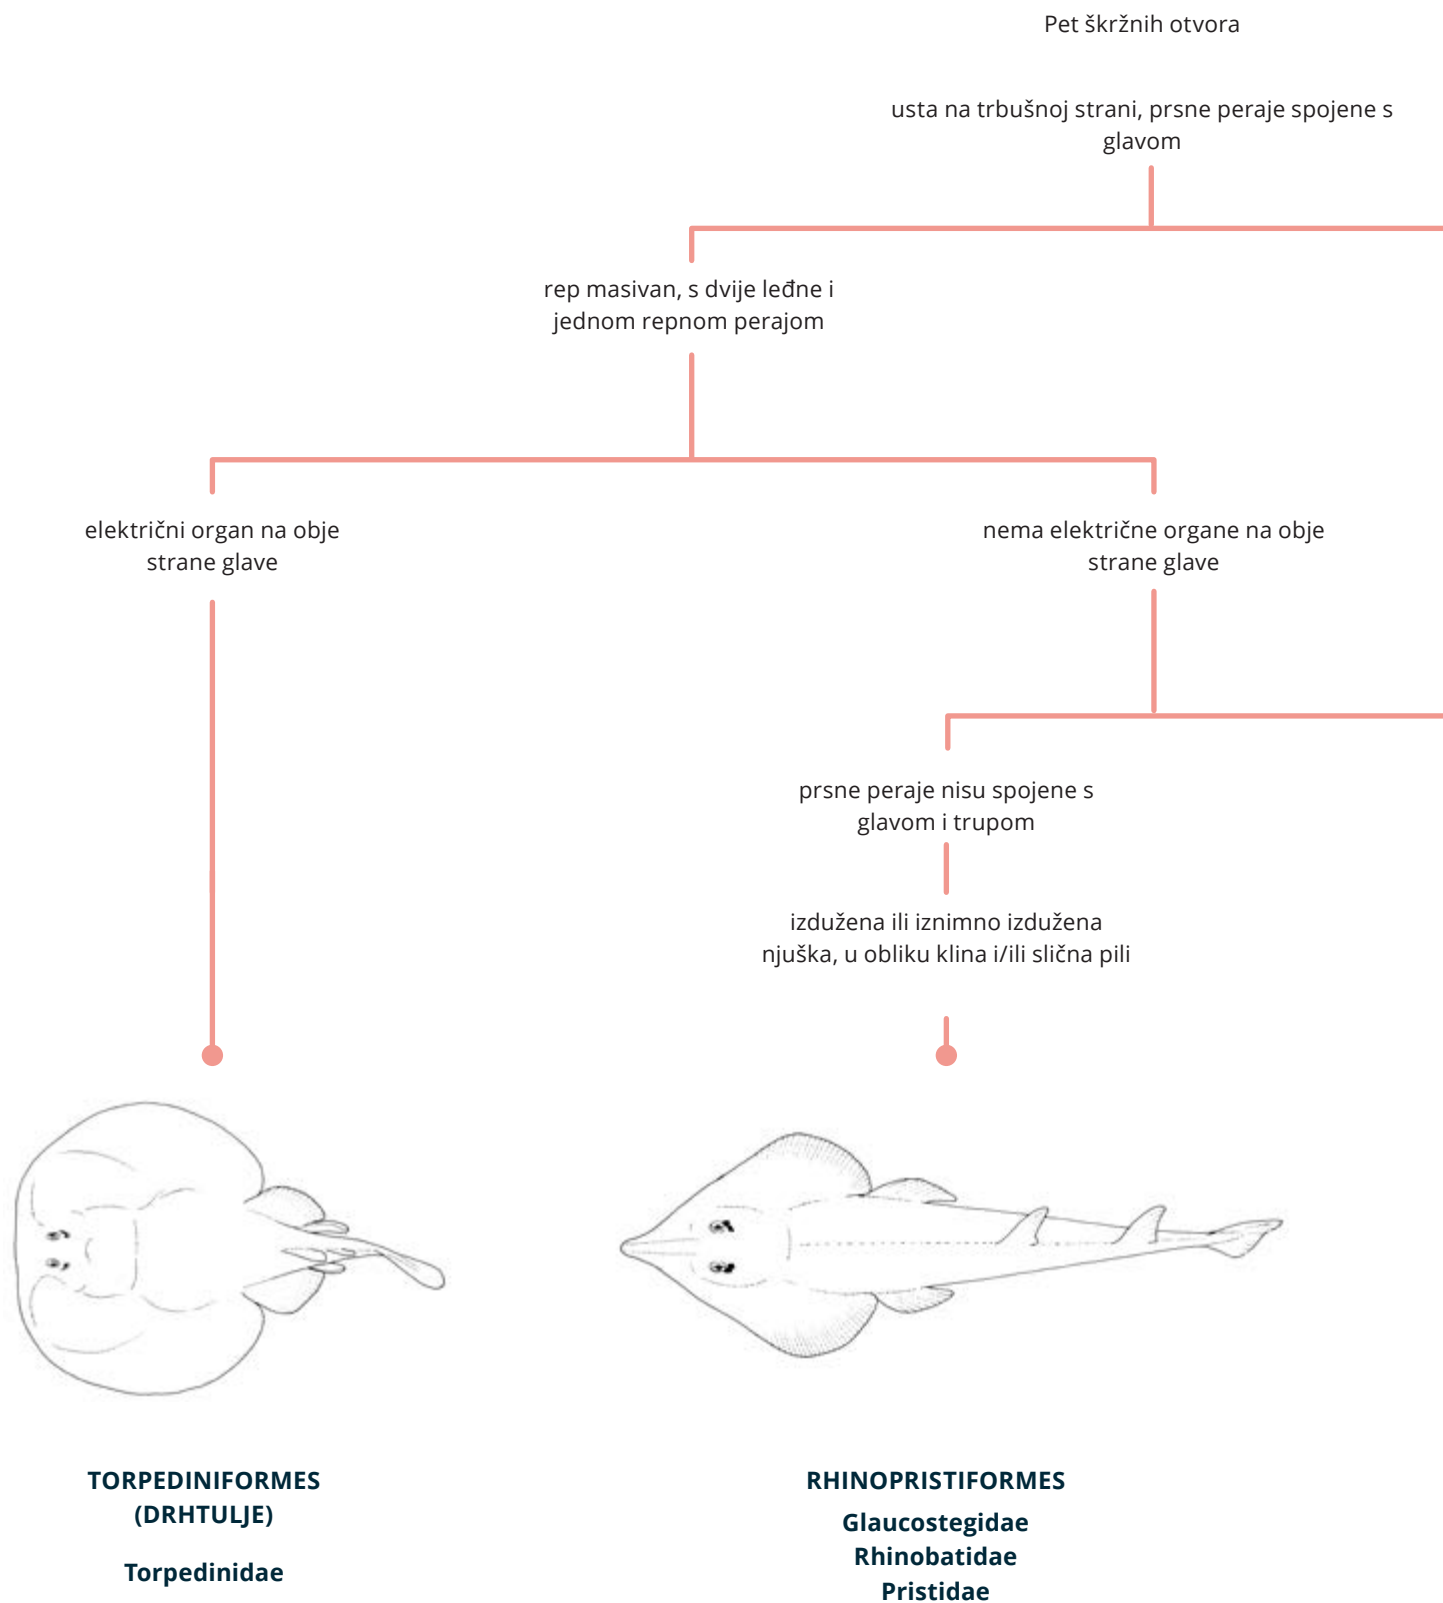 Pet škržnih otvora
usta na trbušnoj strani, prsne peraje spojene s
glavom
rep masivan, s dvije leđne i
jednom repnom perajom
električni organ na obje
strane glave
nema električne organe na obje
strane glave
prsne peraje nisu spojene s
glavom i trupom
izdužena ili iznimno izdužena
njuška, u obliku klina i/ili slična pili
TORPEDINIFORMES
(DRHTULJE)
Torpedinidae
RHINOPRISTIFORMES
Glaucostegidae
Rhinobatidae
Pristidae